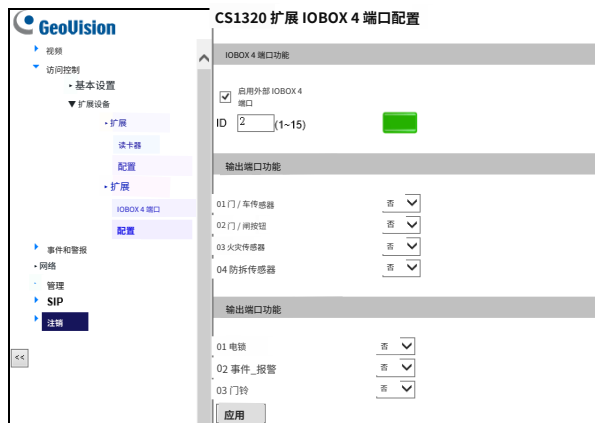 GeoVision
视频
访问控制
基本设置
扩展设备
扩展
读卡器
配置
扩展
IOBOX 4 端口
配置
事件和警报
网络
管理
SIP
注销
<<
CS1320 扩展 IOBOX 4 端口配置
IOBOX 4 端口功能
启用外部 IOBOX 4
端口
ID 2 (1~15)
输出端口功能
01 门 / 车传感器 否
02 门 / 闸按钮 否
03 火灾传感器 否
04 防拆传感器 否
输出端口功能
01 电锁 否
02 事件_报警 否
03 门铃 否
应用